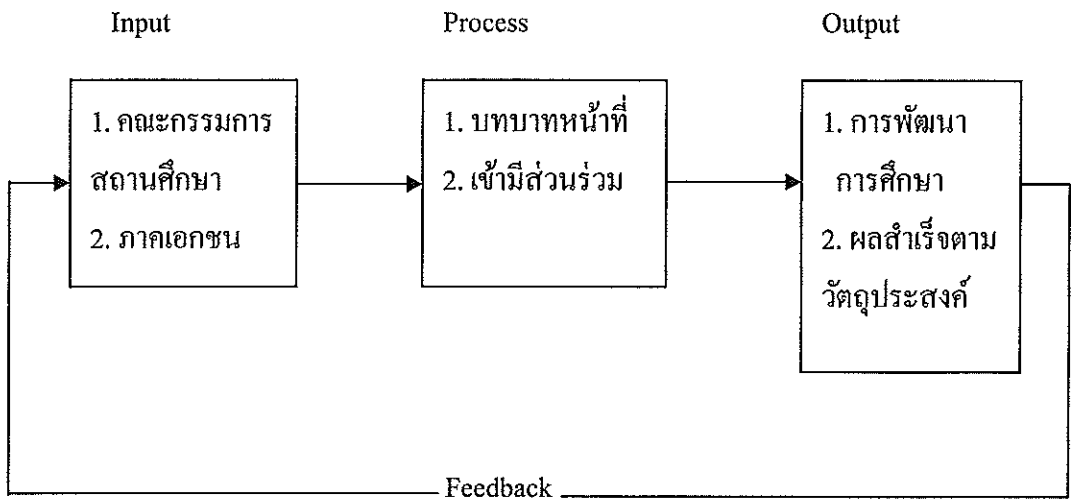 Input
Process
Output
1. คณะกรรมการ
สถานศึกษา
2. ภาคเอกชน
1. บทบาทหน้าที่
2. เข้ามีส่วนร่วม
1. การพัฒนา
การศึกษา
2. ผลสำเร็จตาม
วัตถุประสงค์
Feedback